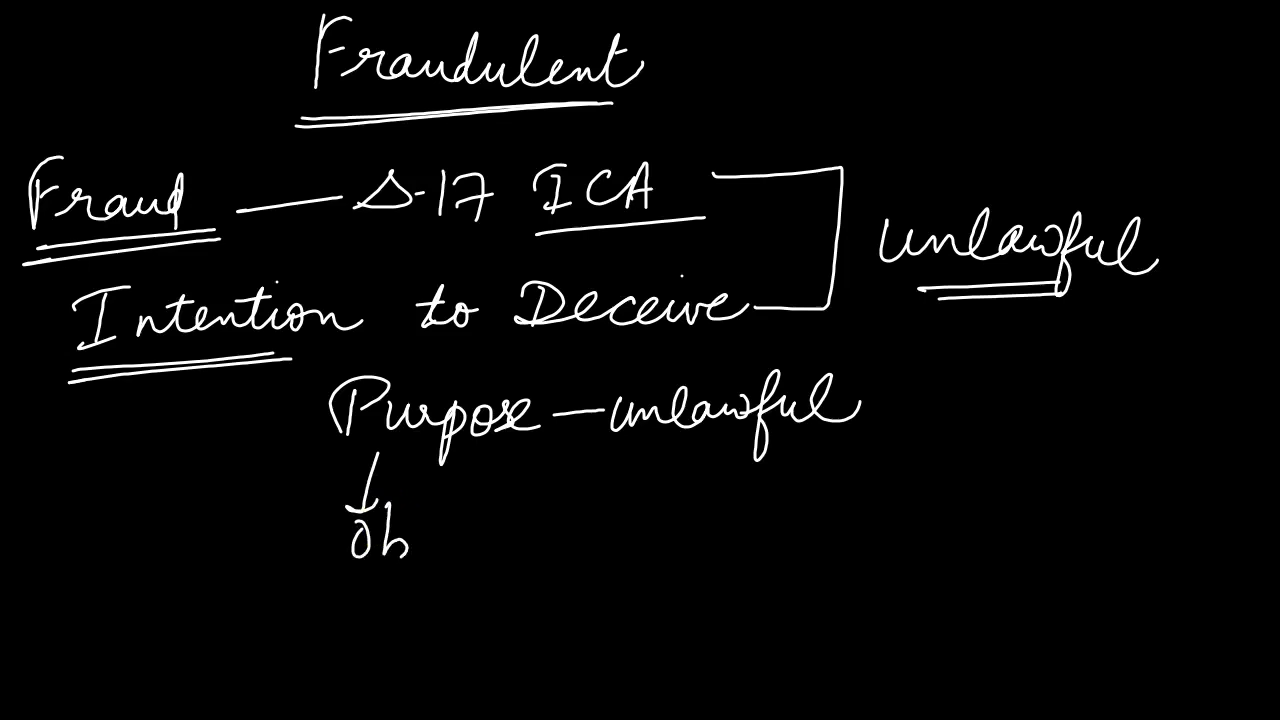 Fraudulent
Fraud — S-17 ICA
unlawful
Intention to Deceive
Purpose — unlawful
↓
Ob